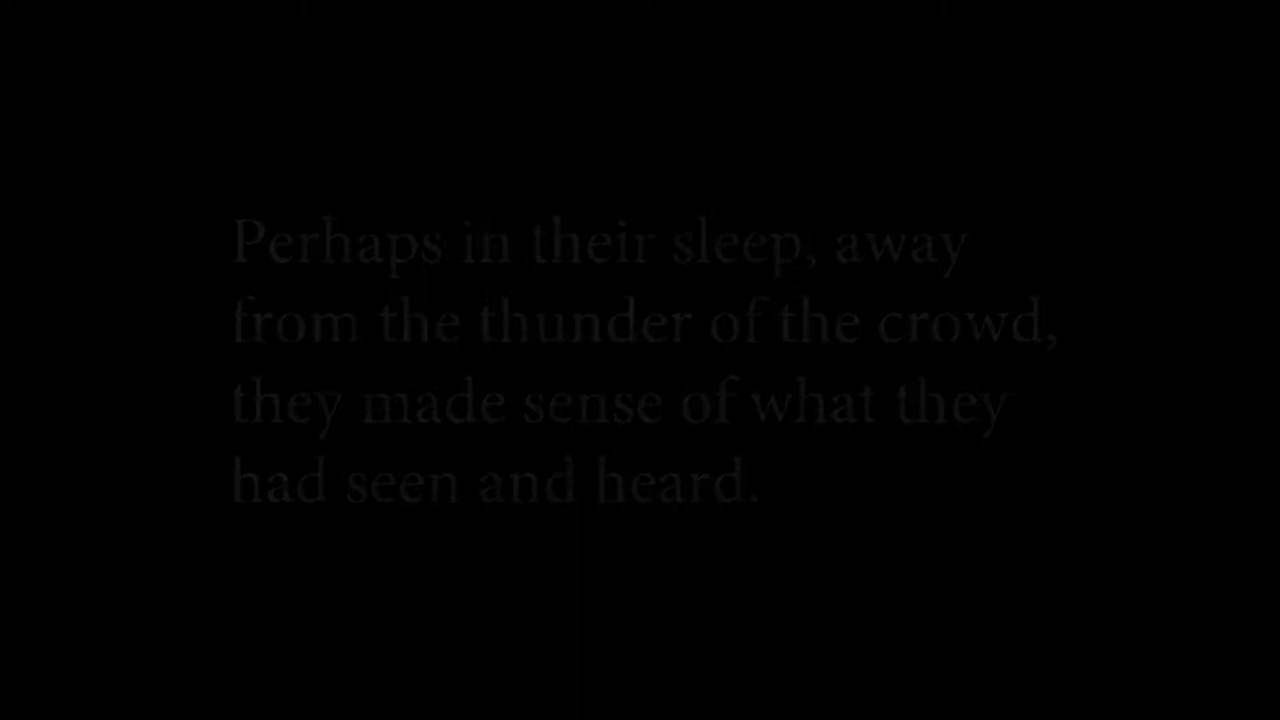 Perhaps in their sleep, away
from the thunder of the crowd,
they made sense of what they
had seen and heard.